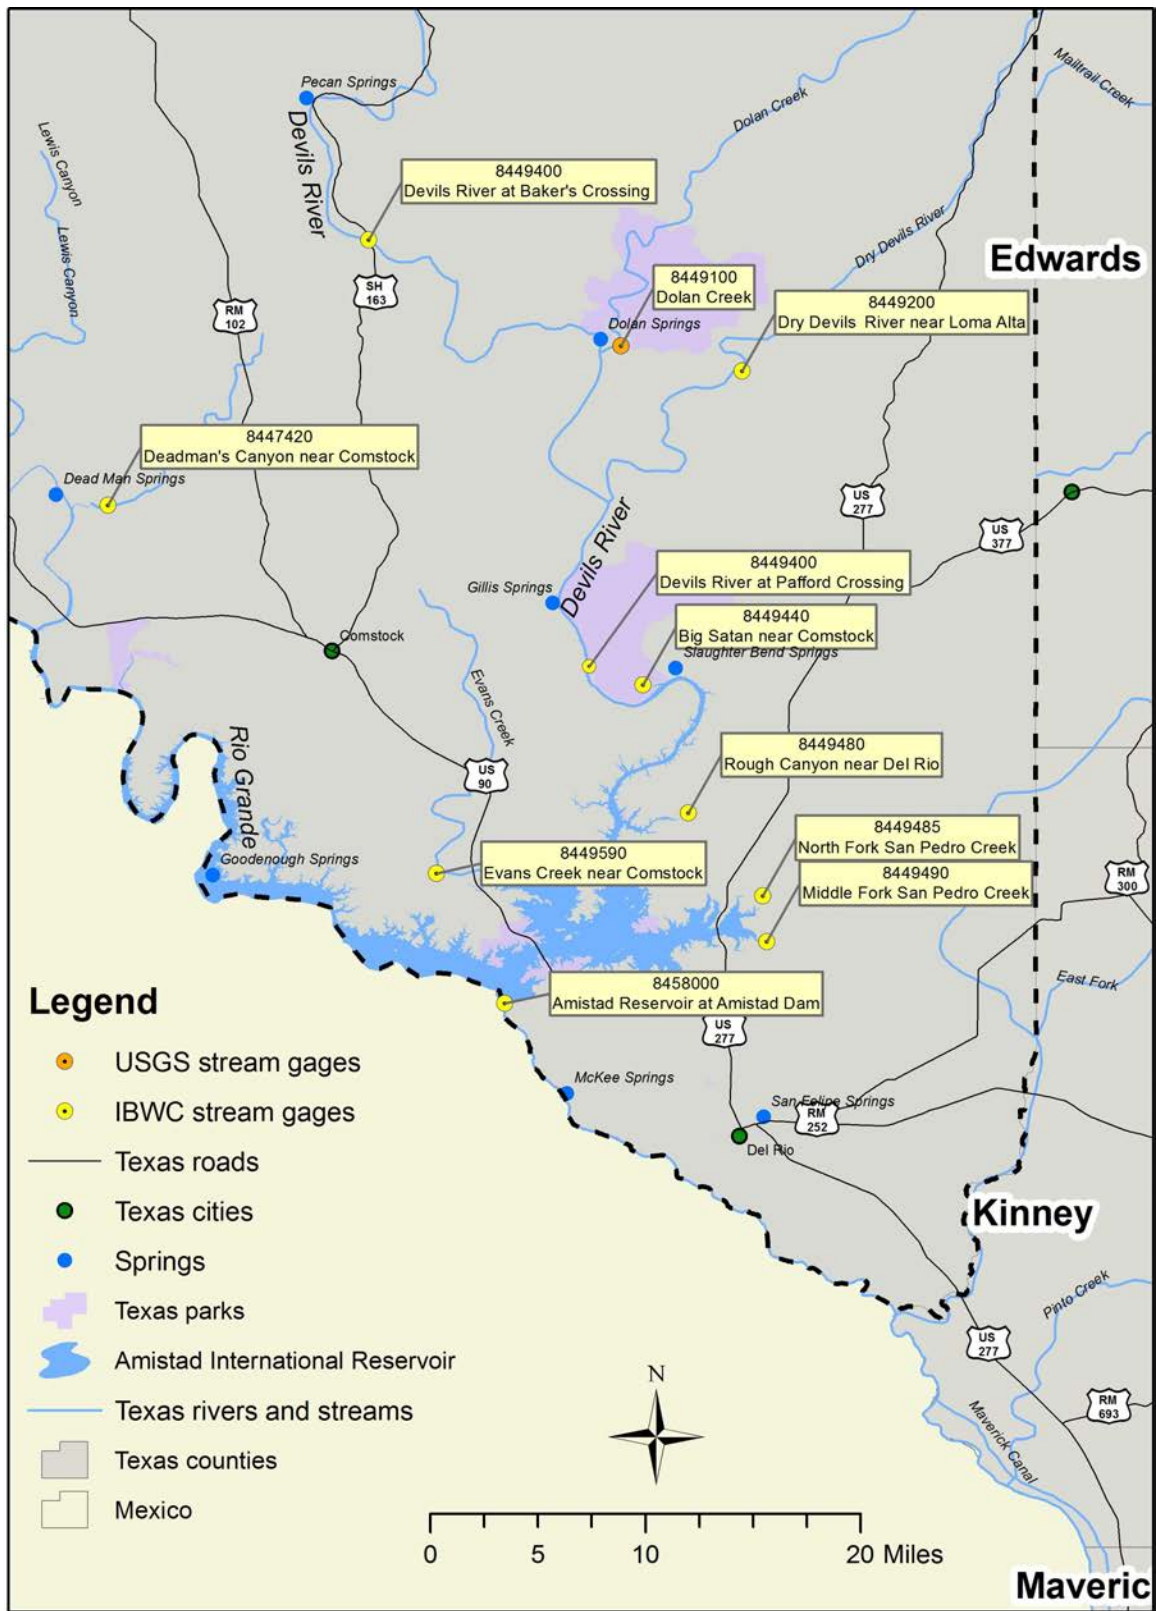 Pecan Springs
Mailtrail Creek
Dolan Creek
Lewis Canyon
Devils River
8449400
Devils River at Baker's Crossing
Lewis Canyon
Dry Devils River
Edwards
8449100
Dolan Creek
SH
163
8449200
Dry Devils River near Loma Alta
RM
102
Dolan Springs
8447420
Deadman's Canyon near Comstock
Dead Man Springs
US
277
US
377
Devils River
8449400
Devils River at Pafford Crossing
Gillis Springs
8449440
Big Satan near Comstock
Slaughter Bend Springs
Comstock
Evans Creek
Rio Grande
8449480
Rough Canyon near Del Rio
US
90
8449485
North Fork San Pedro Creek
Goodenough Springs
8449590
Evans Creek near Comstock
8449490
Middle Fork San Pedro Creek
RM
300
East Fork
8458000
Amistad Reservoir at Amistad Dam
US
277
McKee Springs
San Felipe Springs
RM
252
Del Rio
Kinney
Pinto Creek
US
277
RM
693
Maverick Canal
Maveric
Legend
USGS stream gages
IBWC stream gages
Texas roads
Texas cities
Springs
Texas parks
Amistad International Reservoir
Texas rivers and streams
Texas counties
Mexico
N
0 5 10 20 Miles